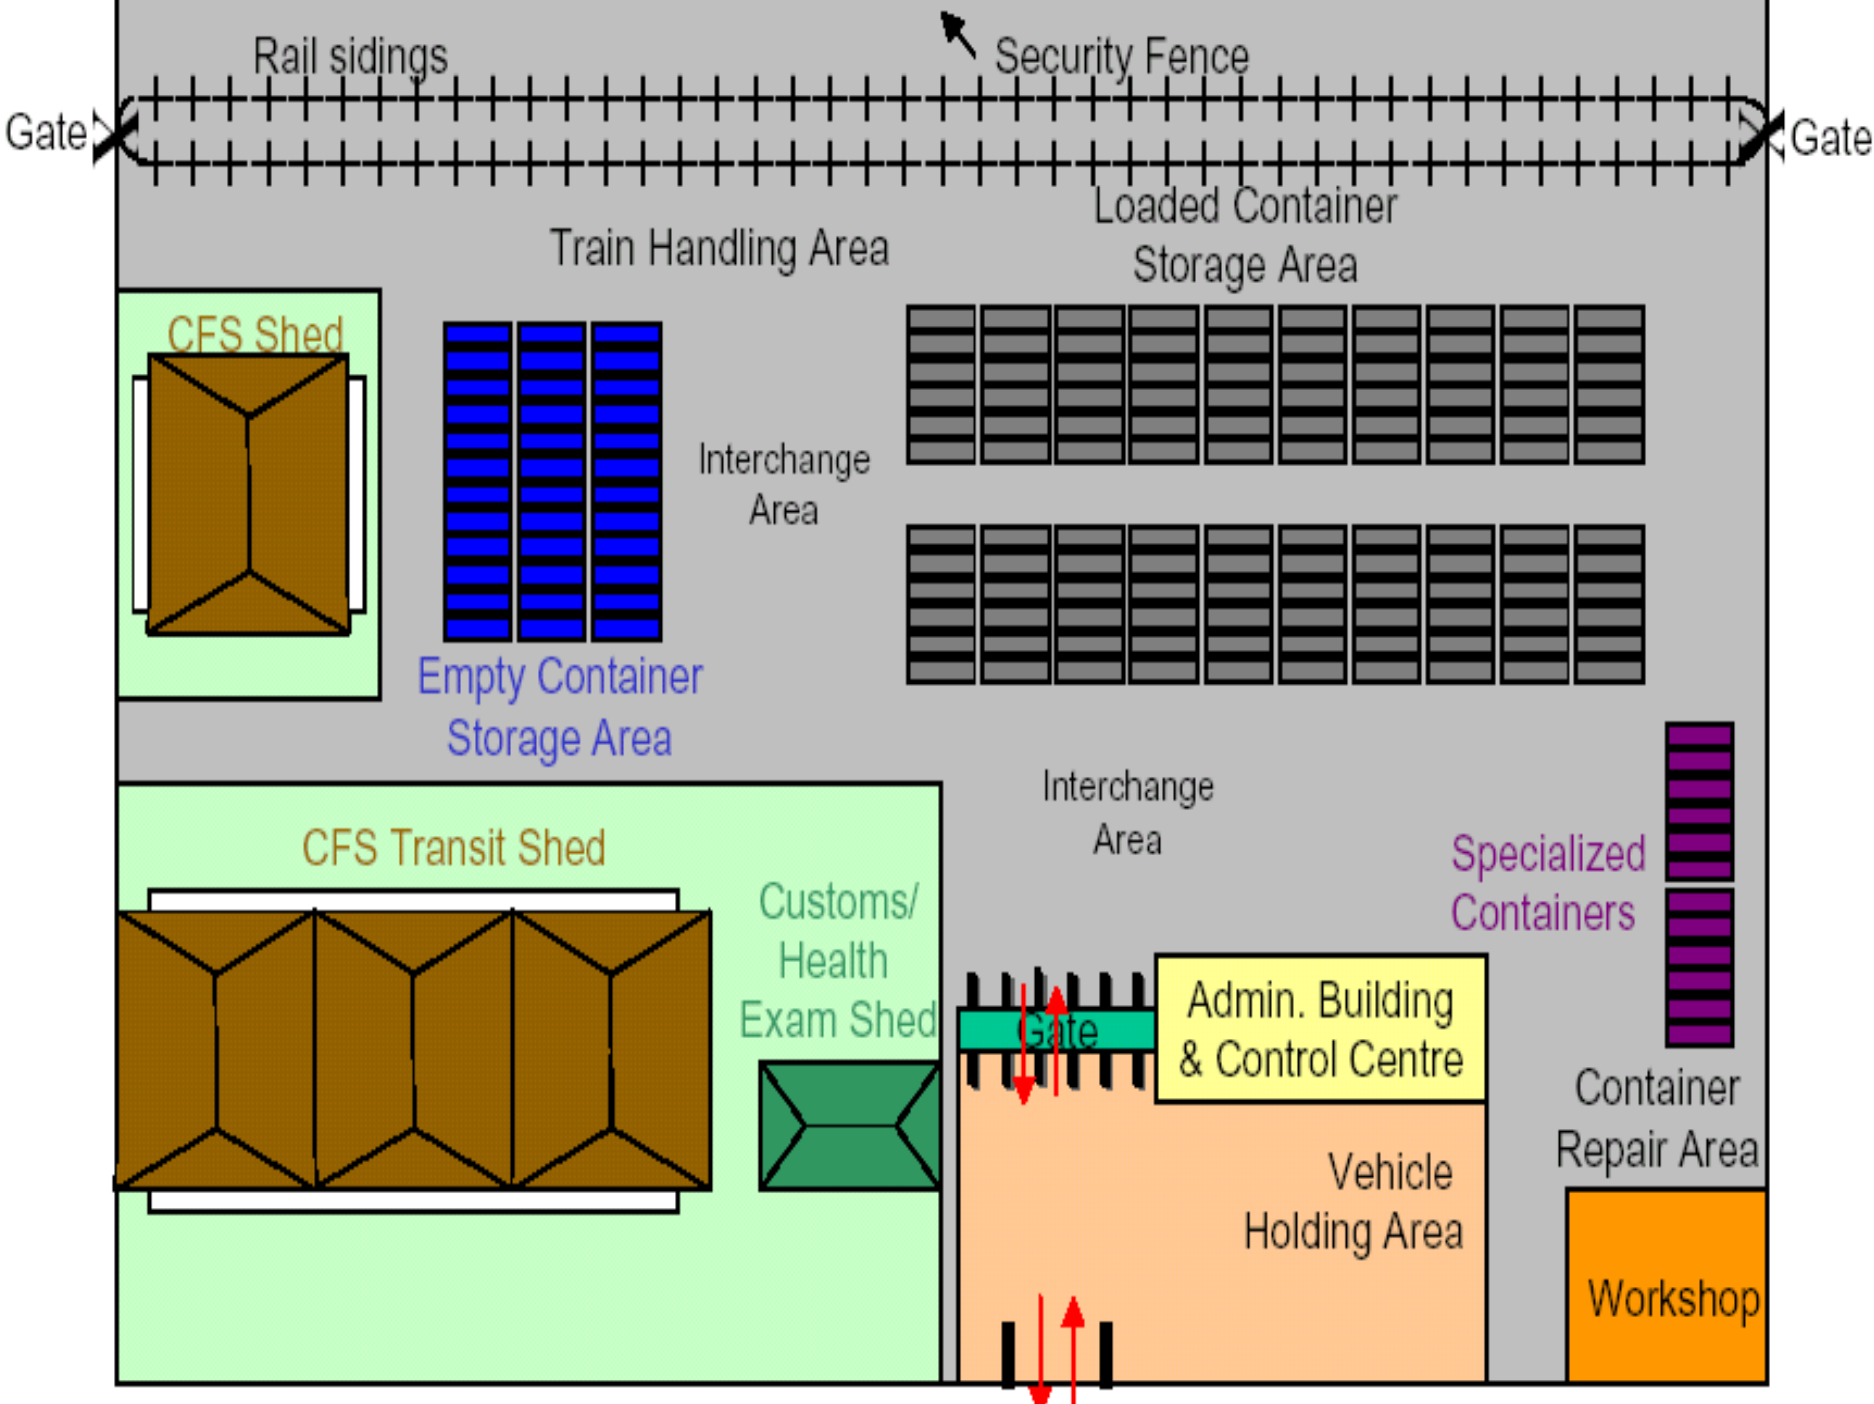 Rail sidings
Security Fence
Gate
Gate
Loaded Container
Storage Area
Train Handling Area
CFS Shed
Interchange
Area
Empty Container
Storage Area
Interchange
Area
CFS Transit Shed
Specialized
Containers
Customs/
Health
Exam Shed
Gate
Admin. Building
& Control Centre
Container
Repair Area
Vehicle
Holding Area
Workshop